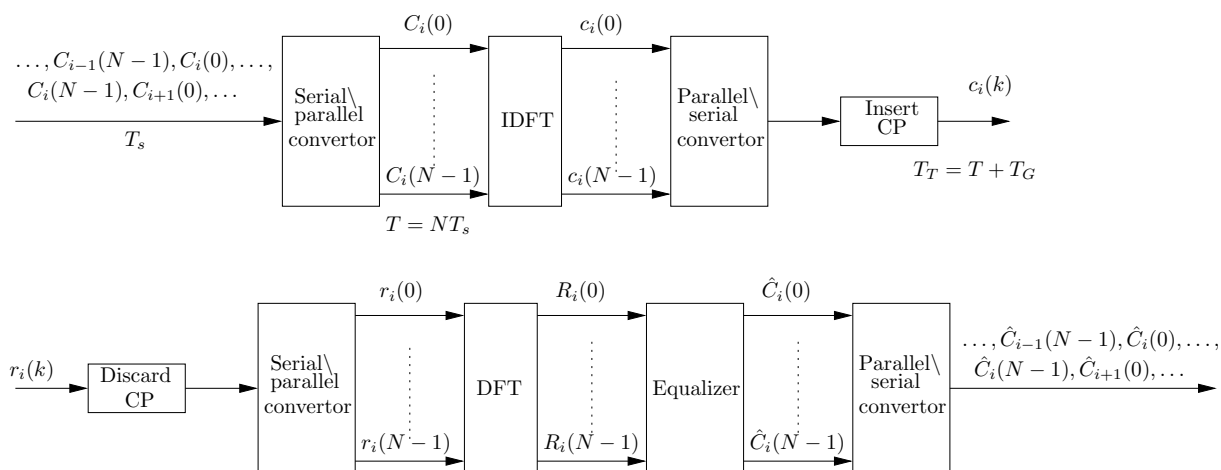 C_i(0)
c_i(0)
…, C_{i−1}(N − 1), C_i(0), …,
C_i(N − 1), C_{i+1}(0), …
T_s
Serial\
parallel
convertor
IDFT
Parallel\
serial
convertor
Insert
CP
c_i(k)
C_i(N − 1)
c_i(N − 1)
T_T = T + T_G
T = NT_s
r_i(0)
R_i(0)
Ĉ_i(0)
r_i(k)
Discard
CP
Serial\
parallel
convertor
DFT
Equalizer
Parallel\
serial
convertor
…, Ĉ_{i−1}(N − 1), Ĉ_i(0), …,
Ĉ_i(N − 1), Ĉ_{i+1}(0), …
r_i(N − 1)
R_i(N − 1)
Ĉ_i(N − 1)